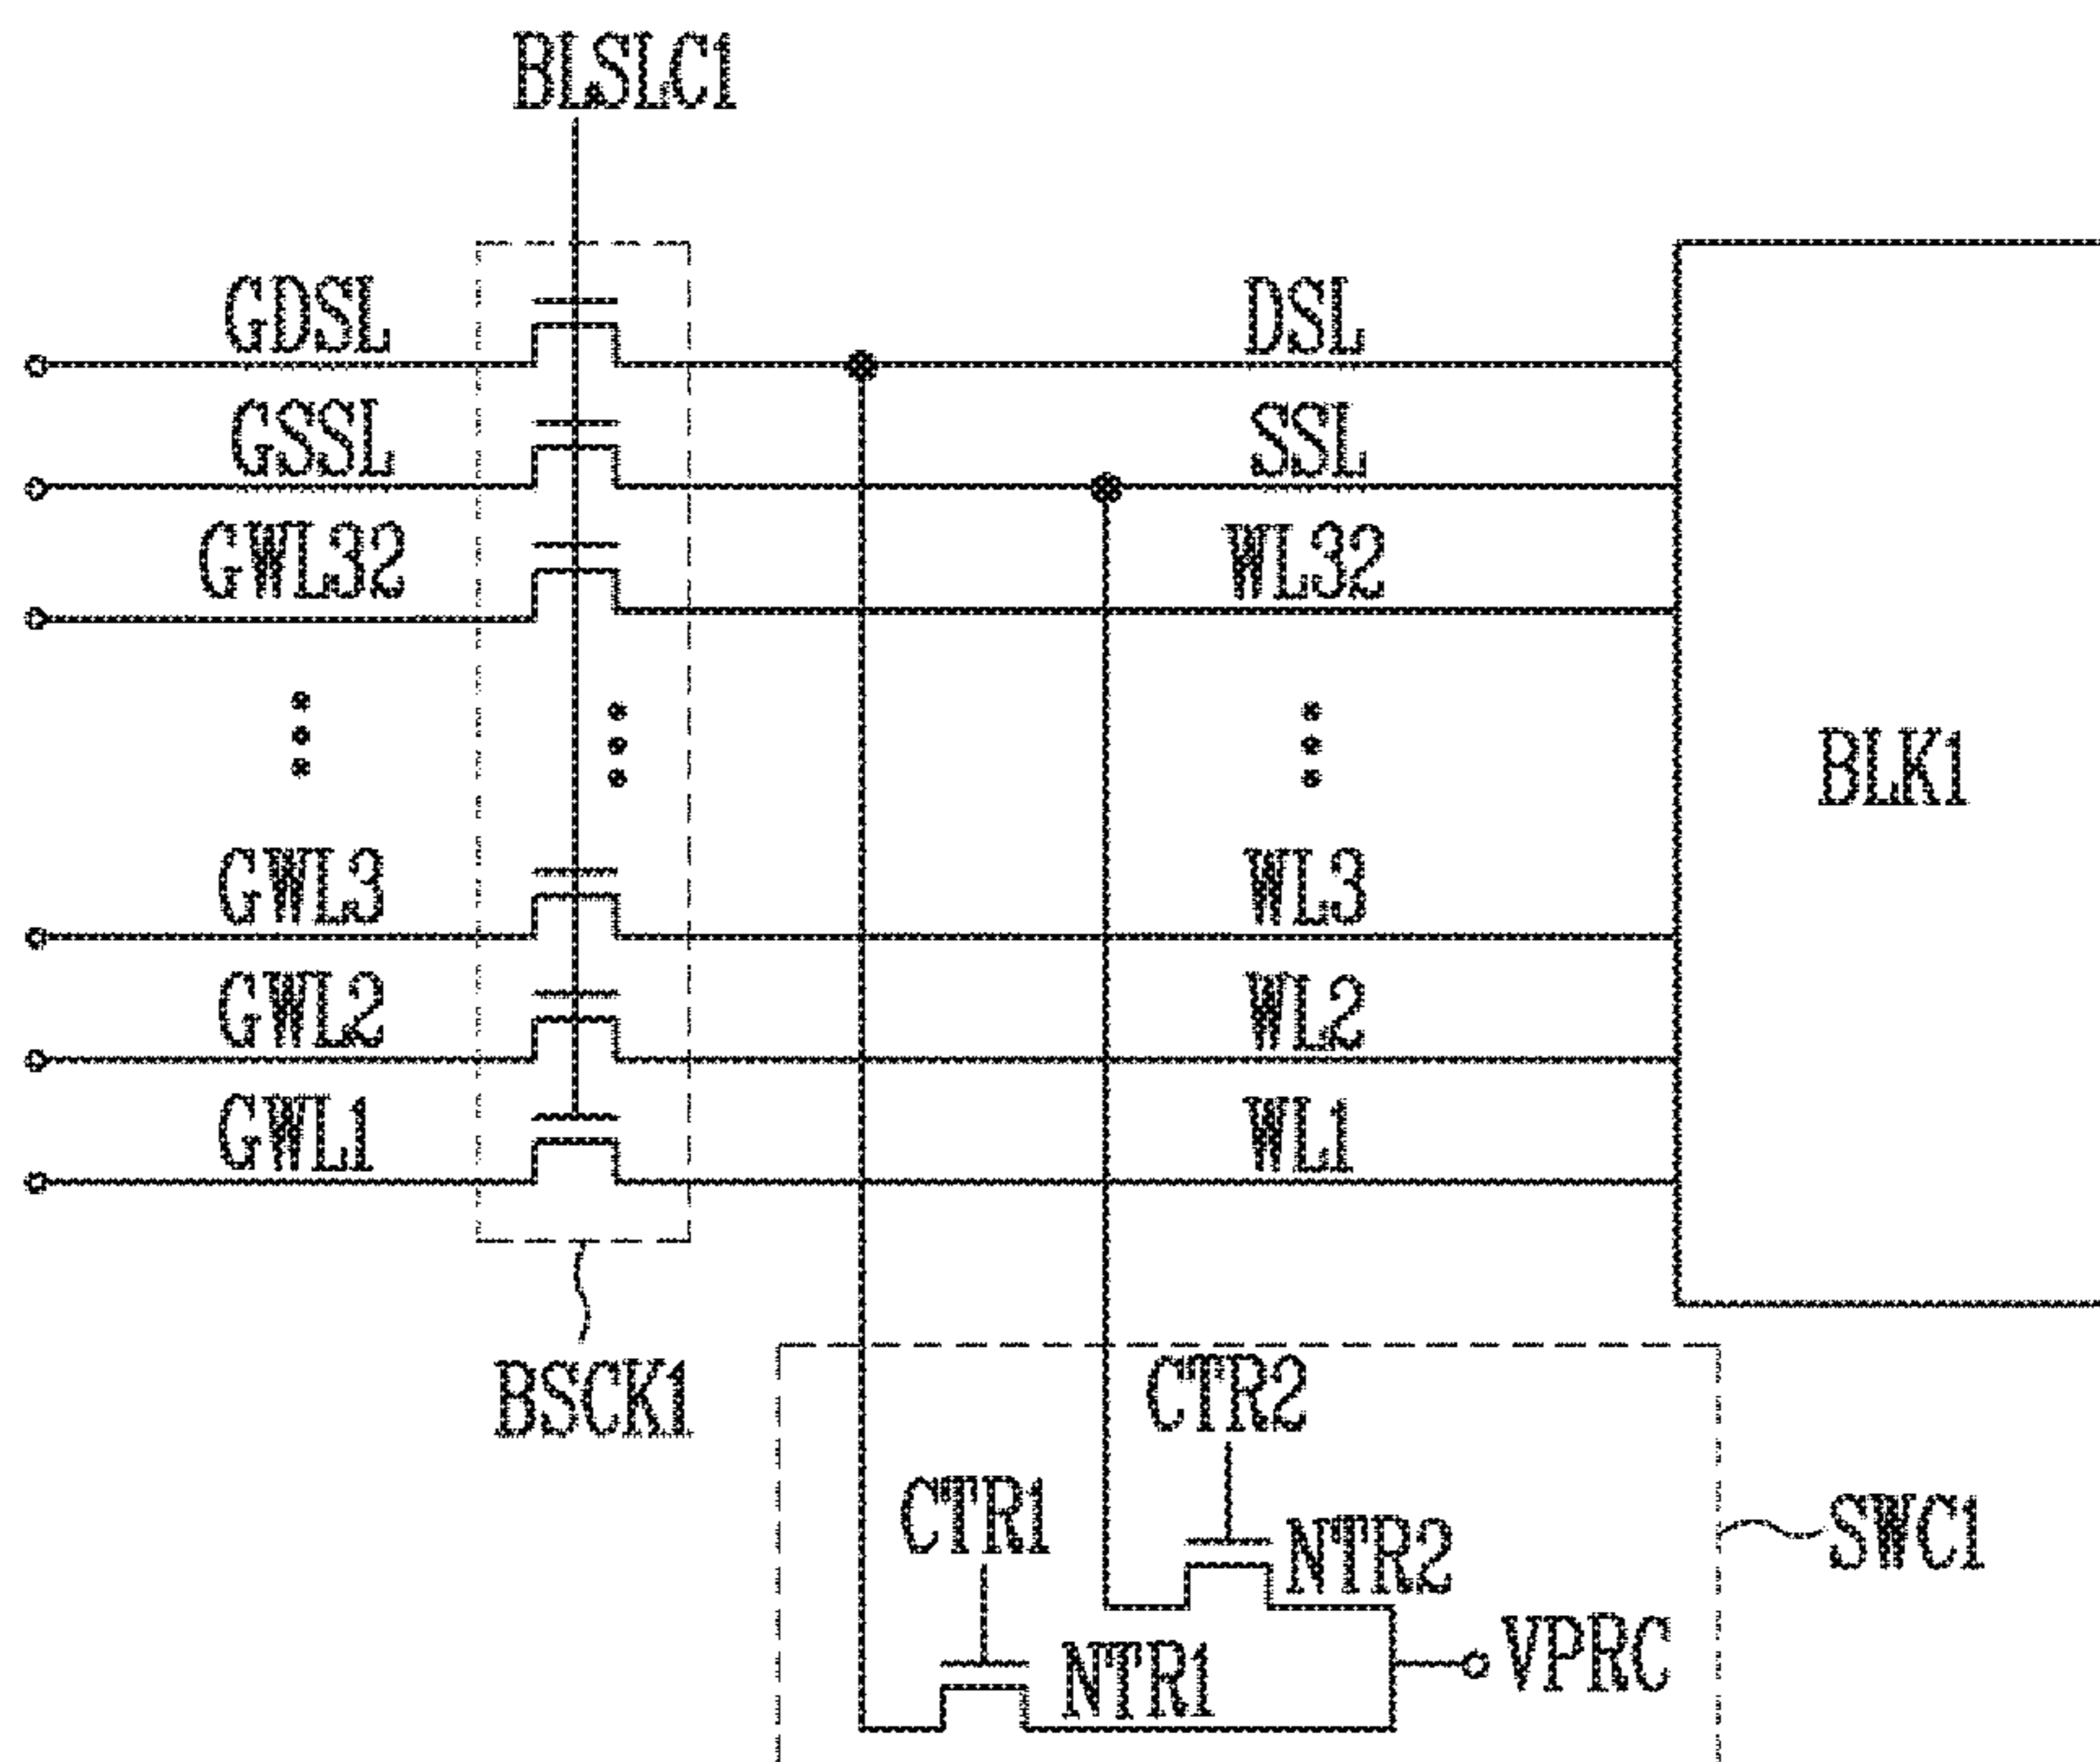 BLSLC1
GDSL DSL
GSSL SSL
GWL32 WL32
BLK1
GWL3 WL3
GWL2 WL2
GWL1 WL1
BSCK1 CTR2
CTR1 NTR2 SWC1
NTR1 VPRC